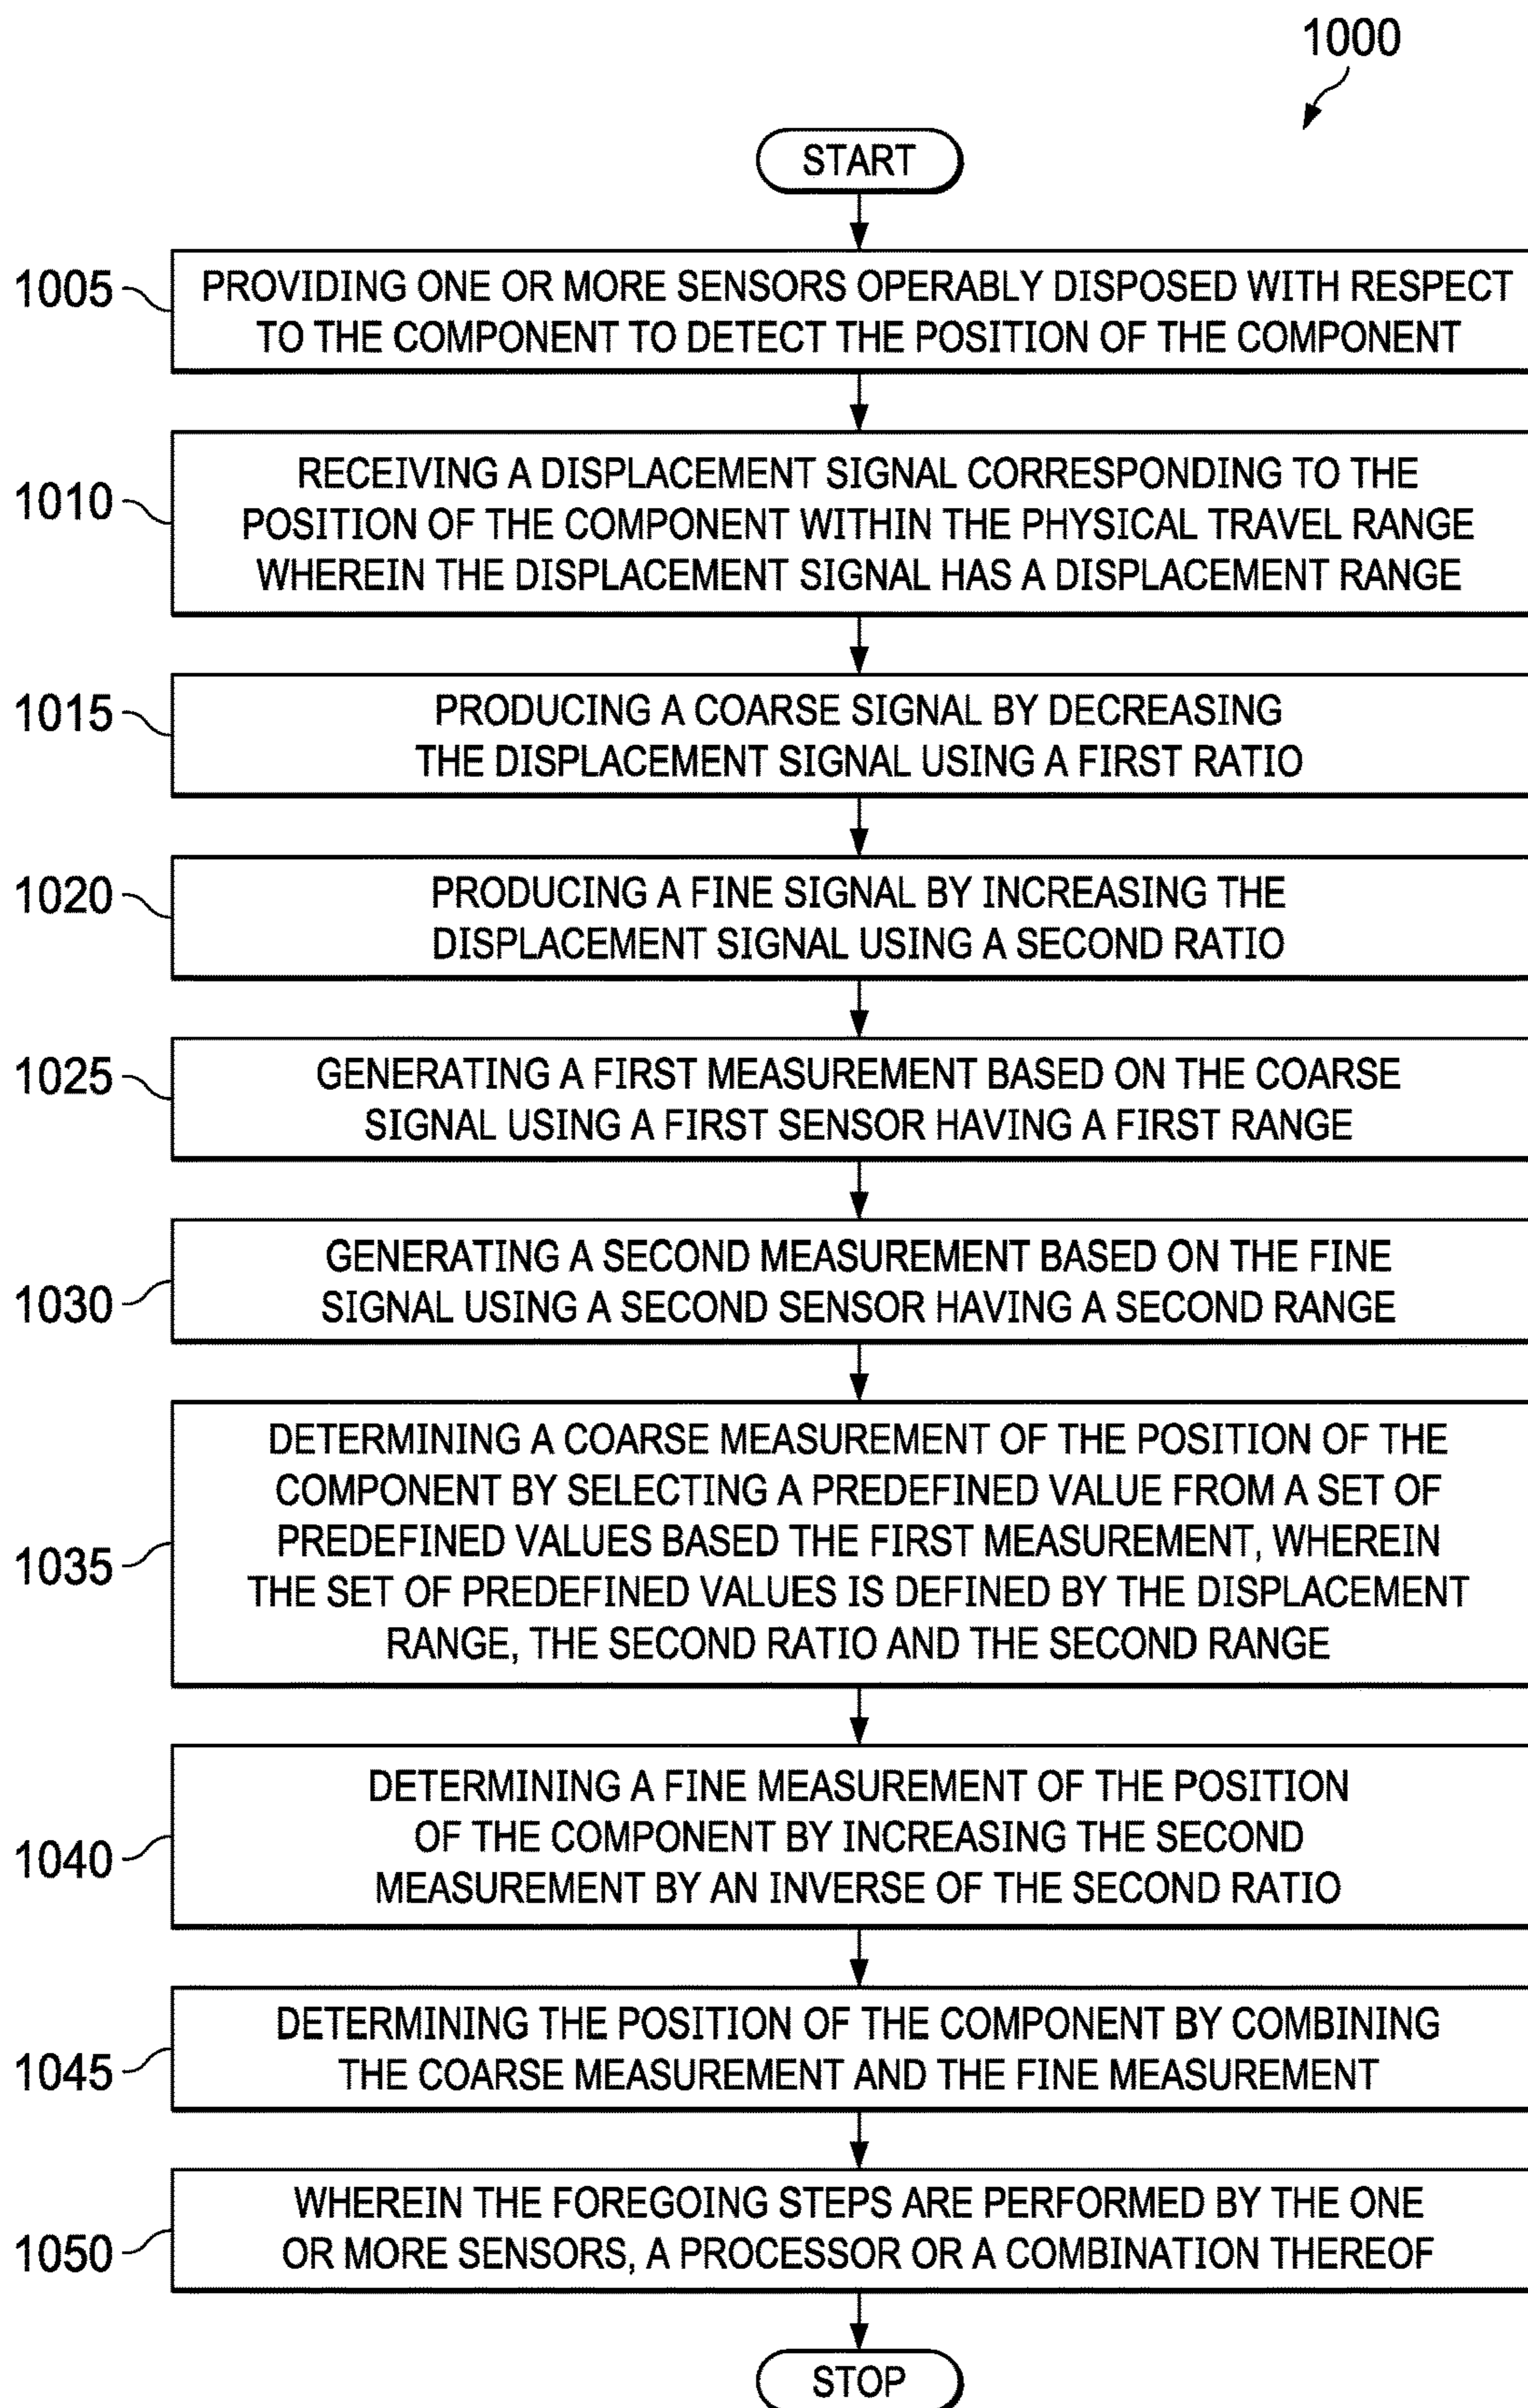 1000
START
1005
PROVIDING ONE OR MORE SENSORS OPERABLY DISPOSED WITH RESPECT
TO THE COMPONENT TO DETECT THE POSITION OF THE COMPONENT
1010
RECEIVING A DISPLACEMENT SIGNAL CORRESPONDING TO THE
POSITION OF THE COMPONENT WITHIN THE PHYSICAL TRAVEL RANGE
WHEREIN THE DISPLACEMENT SIGNAL HAS A DISPLACEMENT RANGE
1015
PRODUCING A COARSE SIGNAL BY DECREASING
THE DISPLACEMENT SIGNAL USING A FIRST RATIO
1020
PRODUCING A FINE SIGNAL BY INCREASING THE
DISPLACEMENT SIGNAL USING A SECOND RATIO
1025
GENERATING A FIRST MEASUREMENT BASED ON THE COARSE
SIGNAL USING A FIRST SENSOR HAVING A FIRST RANGE
1030
GENERATING A SECOND MEASUREMENT BASED ON THE FINE
SIGNAL USING A SECOND SENSOR HAVING A SECOND RANGE
1035
DETERMINING A COARSE MEASUREMENT OF THE POSITION OF THE
COMPONENT BY SELECTING A PREDEFINED VALUE FROM A SET OF
PREDEFINED VALUES BASED THE FIRST MEASUREMENT, WHEREIN
THE SET OF PREDEFINED VALUES IS DEFINED BY THE DISPLACEMENT
RANGE, THE SECOND RATIO AND THE SECOND RANGE
1040
DETERMINING A FINE MEASUREMENT OF THE POSITION
OF THE COMPONENT BY INCREASING THE SECOND
MEASUREMENT BY AN INVERSE OF THE SECOND RATIO
1045
DETERMINING THE POSITION OF THE COMPONENT BY COMBINING
THE COARSE MEASUREMENT AND THE FINE MEASUREMENT
1050
WHEREIN THE FOREGOING STEPS ARE PERFORMED BY THE ONE
OR MORE SENSORS, A PROCESSOR OR A COMBINATION THEREOF
STOP